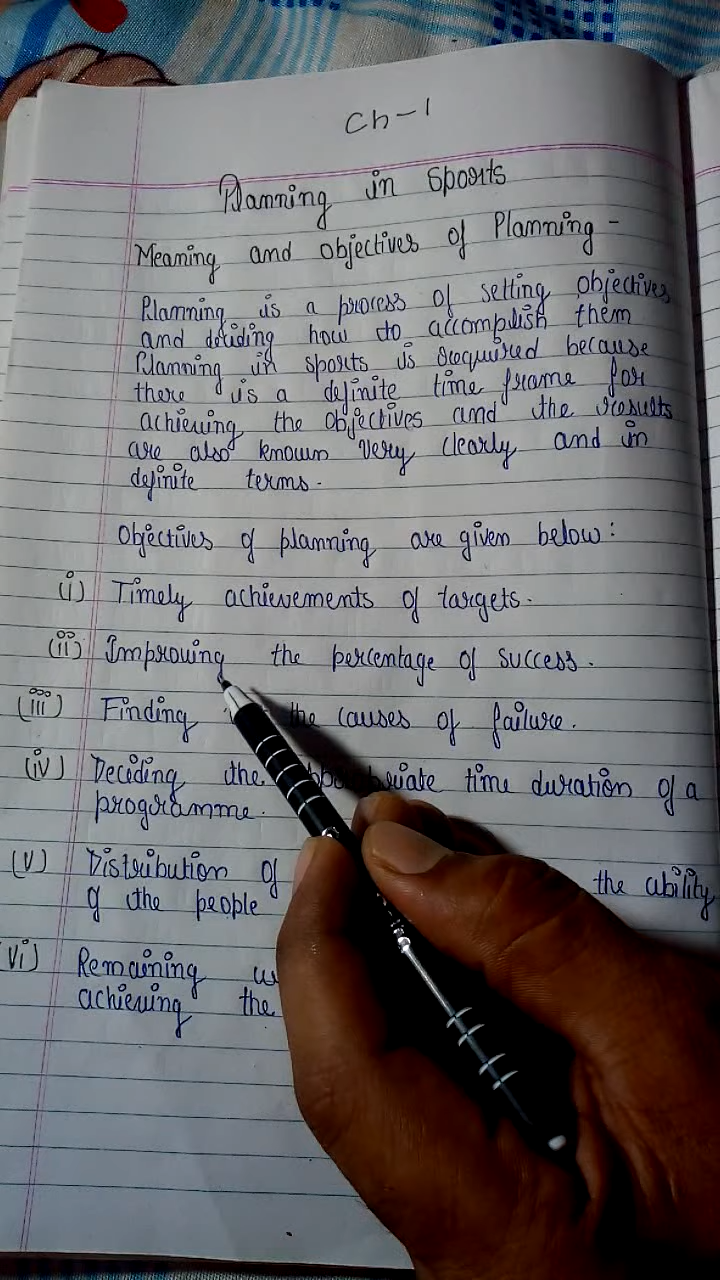 Ch-1
Planning in Sports
Meaning and objectives of Planning -
Planning is a process of setting objectives
and deciding how to accomplish them
Planning in sports is required because
there is a definite time frame for
achieving the objectives and the results
are also known very clearly and in
definite terms.
Objectives of planning are given below:
(i) Timely achievements of targets.
(ii) Improving the percentage of success.
(iii) Finding the causes of failure.
(iv) Deciding the time duration of a
programme.
(v) Distribution of the ability
of the people
(vi) Remaining
achieving the